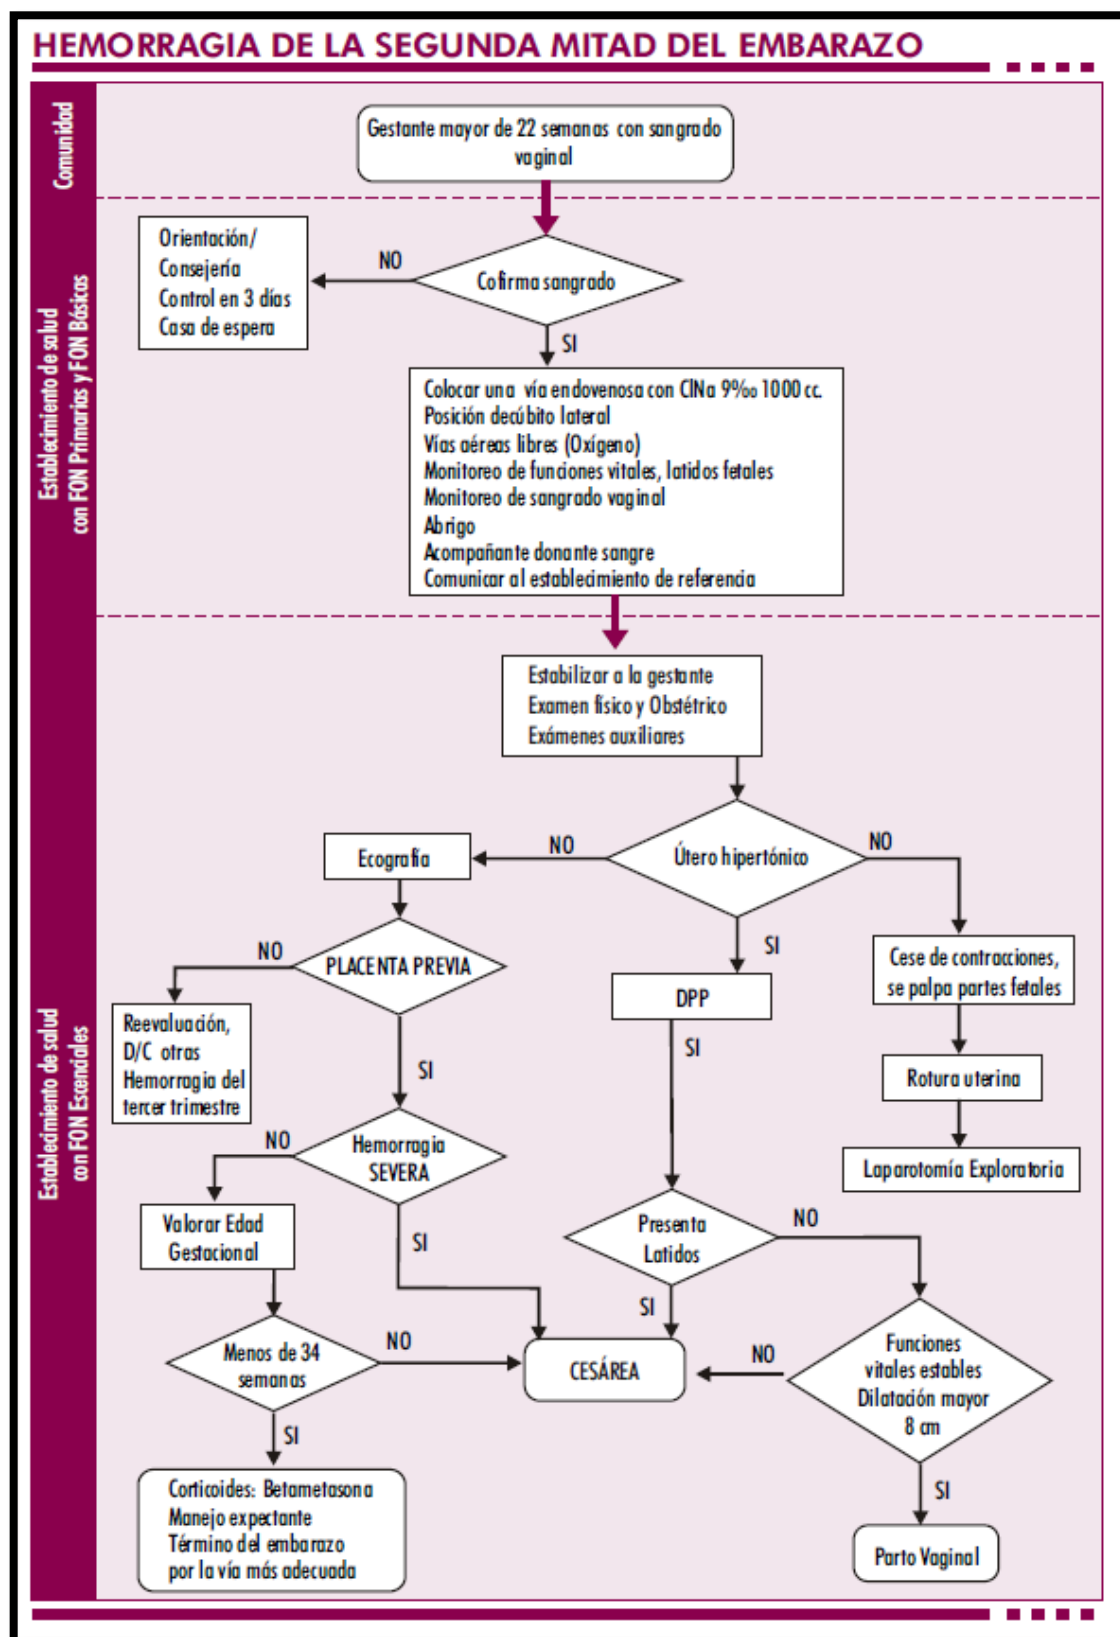 HEMORRAGIA DE LA SEGUNDA MITAD DEL EMBARAZO
Comunidad
Gestante mayor de 22 semanas con sangrado
vaginal
Establecimiento de salud
con FON Primarias y FON Básicas
Orientación/
Consejería
Control en 3 días
Casa de espera
NO
Cofirma sangrado
SI
Colocar una vía endovenosa con ClNa 9‰ 1000 cc.
Posición decúbito lateral
Vías aéreas libres (Oxígeno)
Monitoreo de funciones vitales, latidos fetales
Monitoreo de sangrado vaginal
Abrigo
Acompañante donante sangre
Comunicar al establecimiento de referencia
Establecimiento de salud
con FON Escenciales
Estabilizar a la gestante
Examen físico y Obstétrico
Exámenes auxiliares
Ecografía
NO
Útero hipertónico
NO
NO
PLACENTA PREVIA
SI
Cese de contracciones,
se palpa partes fetales
DPP
Reevaluación,
D/C otras
Hemorragia del
tercer trimestre
SI
SI
Rotura uterina
NO
Hemorragia
SEVERA
Laparotomía Exploratoria
Valorar Edad
Gestacional
SI
Presenta
Latidos
NO
SI
Menos de 34
semanas
NO
CESÁREA
NO
Funciones
vitales estables
Dilatación mayor
8 cm
SI
SI
Corticoides: Betametasona
Manejo expectante
Término del embarazo
por la vía más adecuada
Parto Vaginal